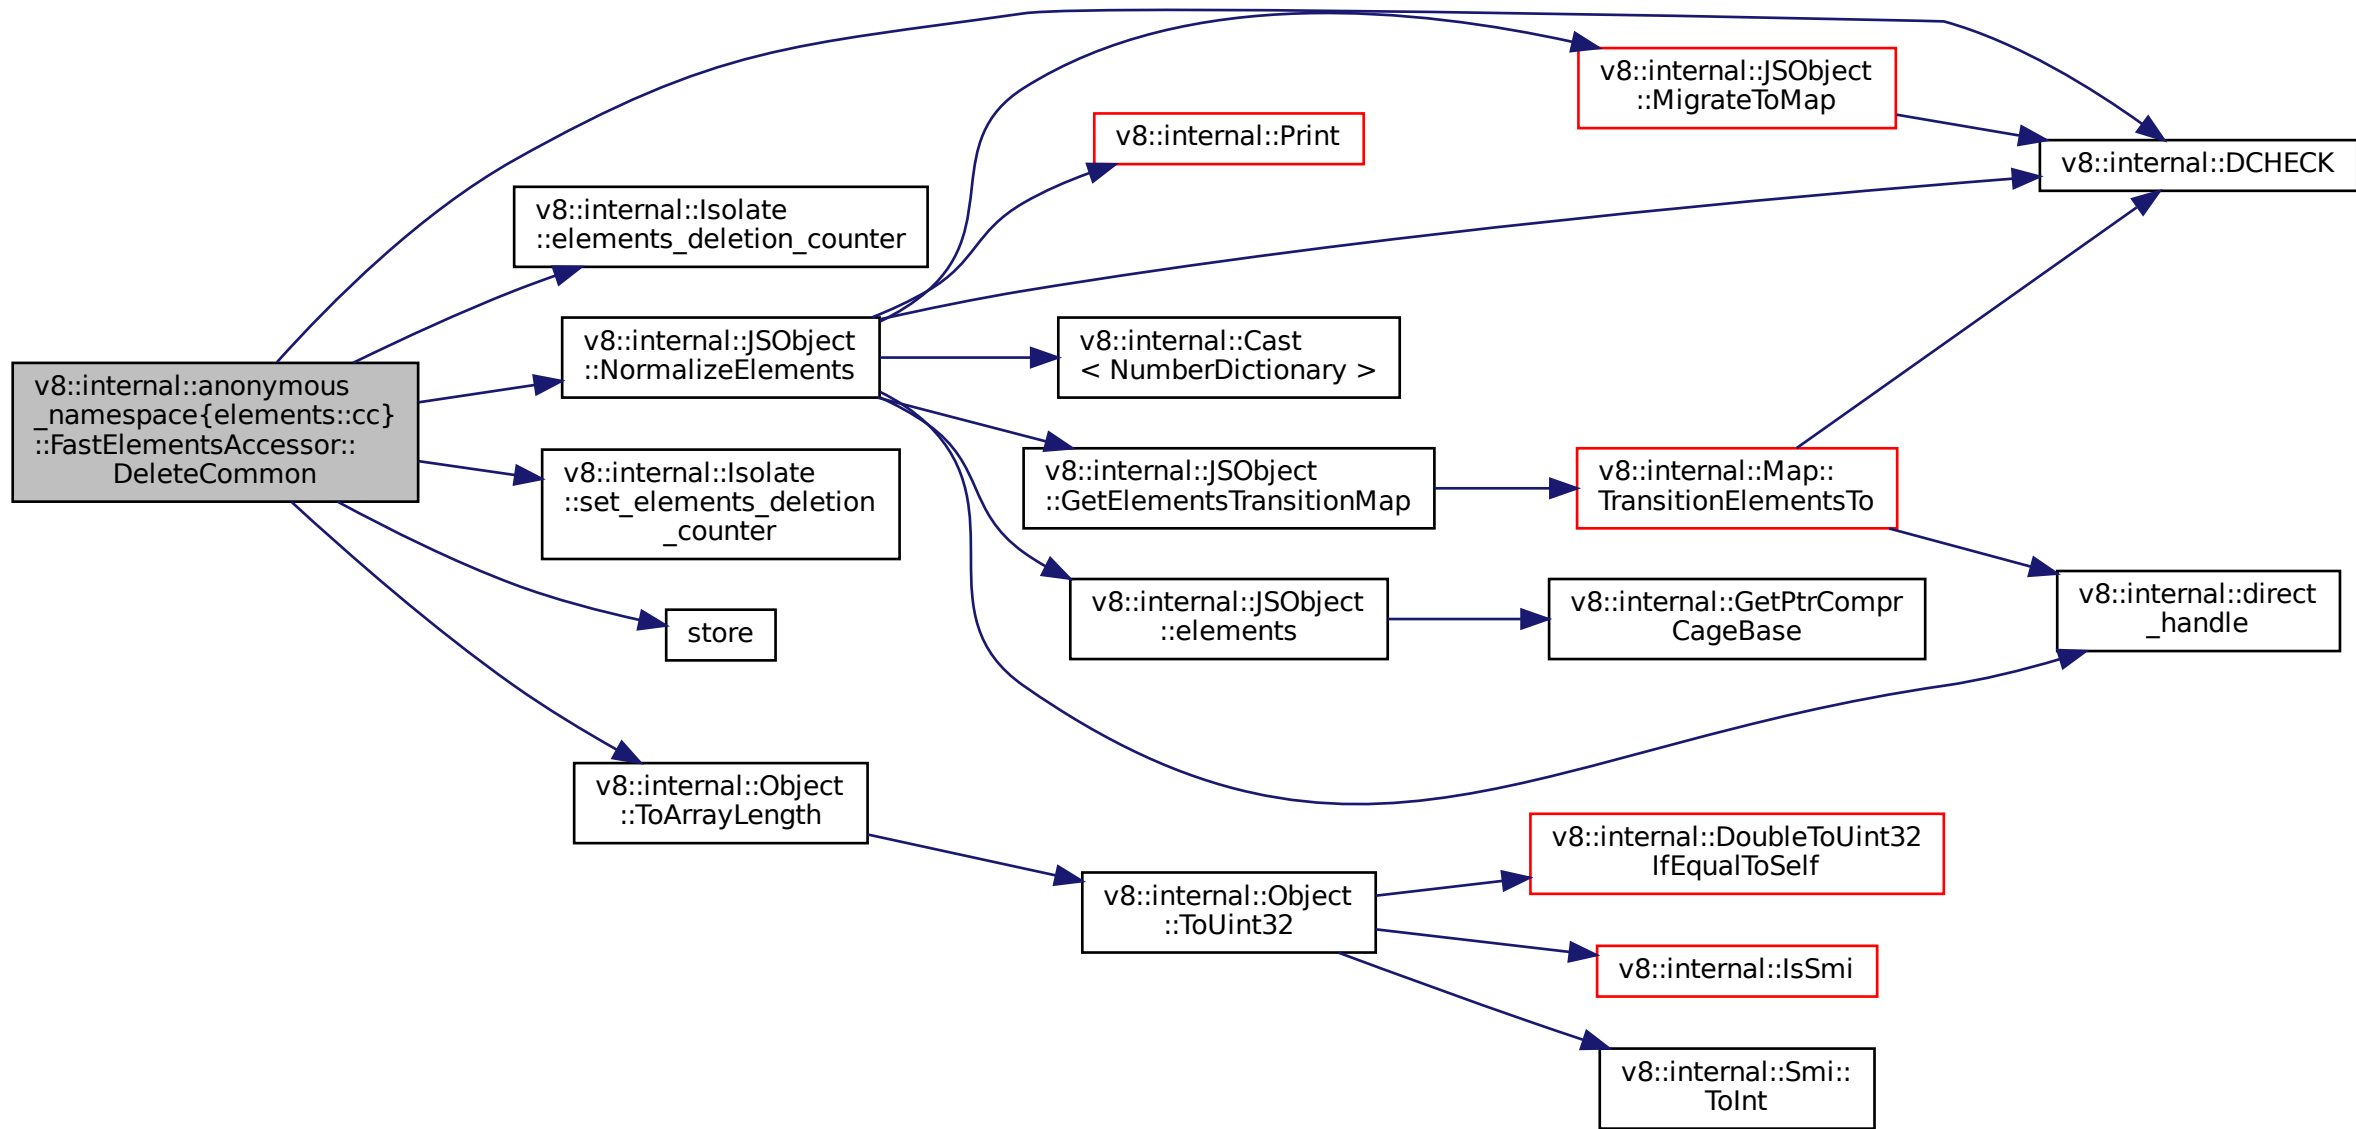 v8::internal::anonymous
_namespace{elements::cc}
::FastElementsAccessor::
DeleteCommon
v8::internal::Isolate
::elements_deletion_counter
v8::internal::JSObject
::NormalizeElements
v8::internal::Isolate
::set_elements_deletion
_counter
store
v8::internal::Object
::ToArrayLength
v8::internal::Print
v8::internal::Cast
< NumberDictionary >
v8::internal::JSObject
::GetElementsTransitionMap
v8::internal::JSObject
::elements
v8::internal::Object
::ToUint32
v8::internal::JSObject
::MigrateToMap
v8::internal::Map::
TransitionElementsTo
v8::internal::GetPtrCompr
CageBase
v8::internal::DoubleToUint32
IfEqualToSelf
v8::internal::IsSmi
v8::internal::Smi::
ToInt
v8::internal::DCHECK
v8::internal::direct
_handle